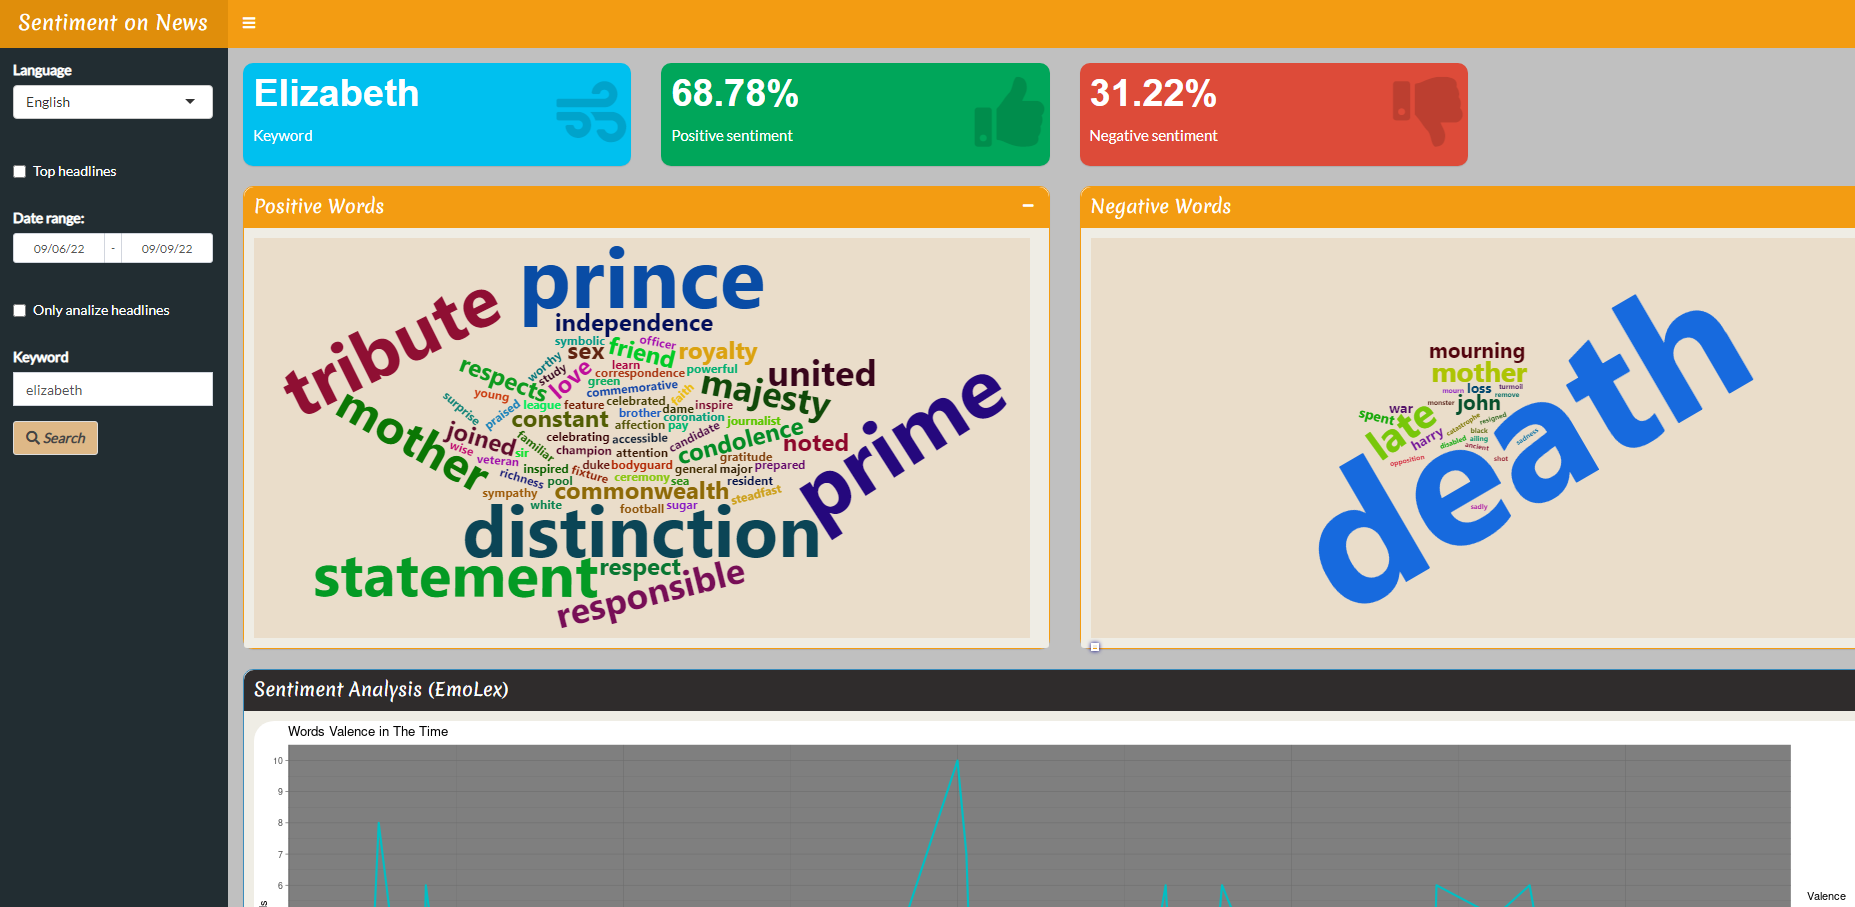 Sentiment on News
Language
English
Top headlines
Date range:
09/06/22 - 09/09/22
Only analize headlines
Keyword
elizabeth
Search
Elizabeth
Keyword
68.78%
Positive sentiment
31.22%
Negative sentiment
Positive Words
prince
tribute
independence
symbolic
officer
sex
friend
royalty
worthy
study
learn
correspondence
powerful
united
respects
love
green
commemorative
faith
majesty
prime
young
surprise
praised
league
feature
celebrated
dame
inspire
mother
constant
brother
coronation
journalist
affection
pay
joined
familiar
celebrating
accessible
candidate
condolence
noted
wise
sir
champion
attention
gratitude
veteran
inspired
fixture
duke
bodyguard
general
major
prepared
richness
pool
ceremony
sea
resident
sympathy
commonwealth
steadfast
white
football
sugar
distinction
statement
respect
responsible
Negative Words
death
mourning
mother
mourn
loss
turmoil
remove
monster
john
war
spent
late
harry
catastrophe
resigned
black
disabled
ailing
sadness
ancient
opposition
shot
sadly
Sentiment Analysis (EmoLex)
Words Valence in The Time
10
9
8
7
6
Valence